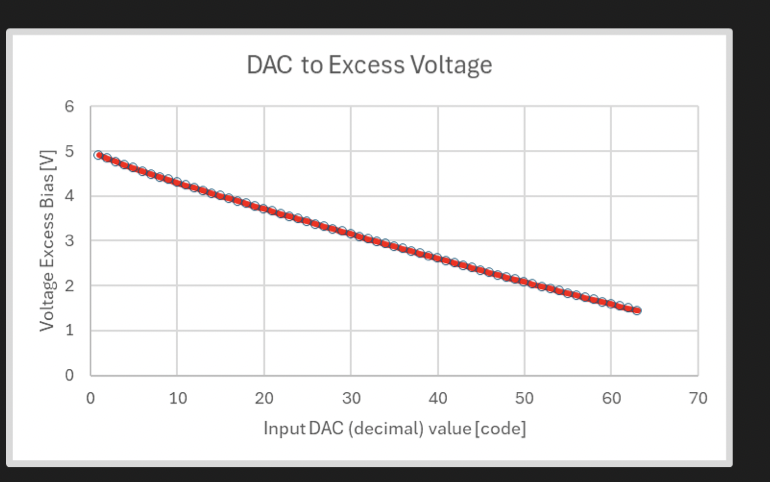 DAC to Excess Voltage
6
5
4
3
2
1
0
Voltage Excess Bias [V]
0 10 20 30 40 50 60 70
Input DAC (decimal) value [code]